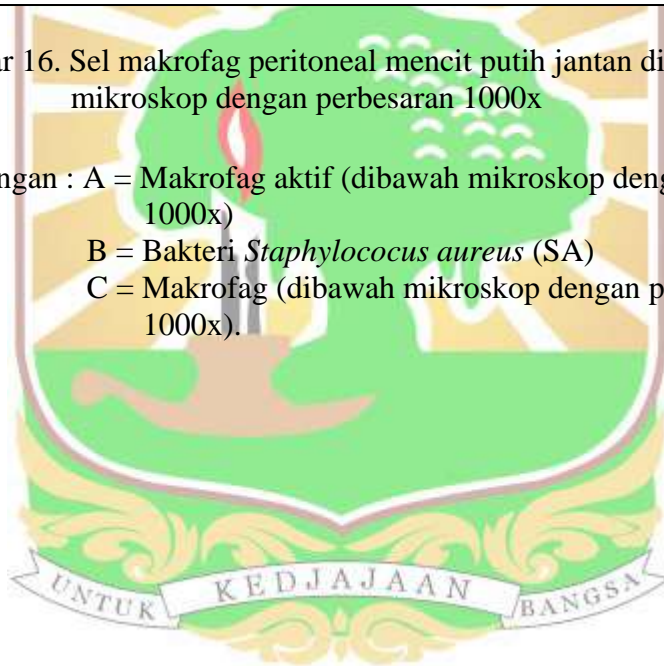 ar 16. Sel makrofag peritoneal mencit putih jantan di
mikroskop dengan perbesaran 1000x
ngan : A = Makrofag aktif (dibawah mikroskop deng
1000x)
B = Bakteri Staphylococus aureus (SA)
C = Makrofag (dibawah mikroskop dengan p
1000x).
UNTUK KEDJAJAAN BANGSA